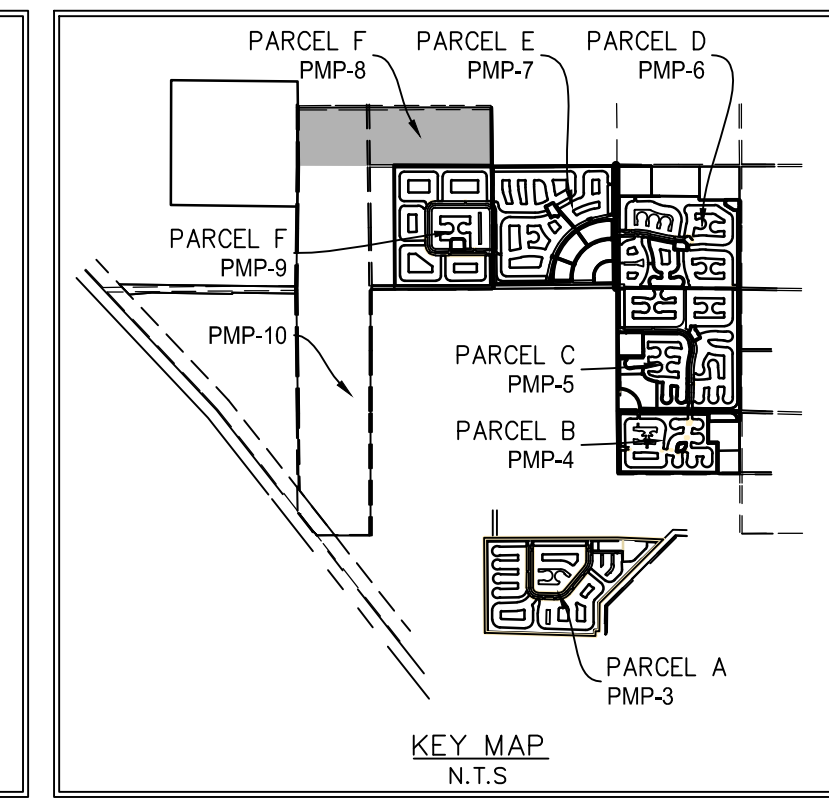 PARCEL F
PMP-8
PARCEL E
PMP-7
PARCEL D
PMP-6
PARCEL F
PMP-9
PMP-10
PARCEL C
PMP-5
PARCEL B
PMP-4
PARCEL A
PMP-3
KEY MAP
N.T.S